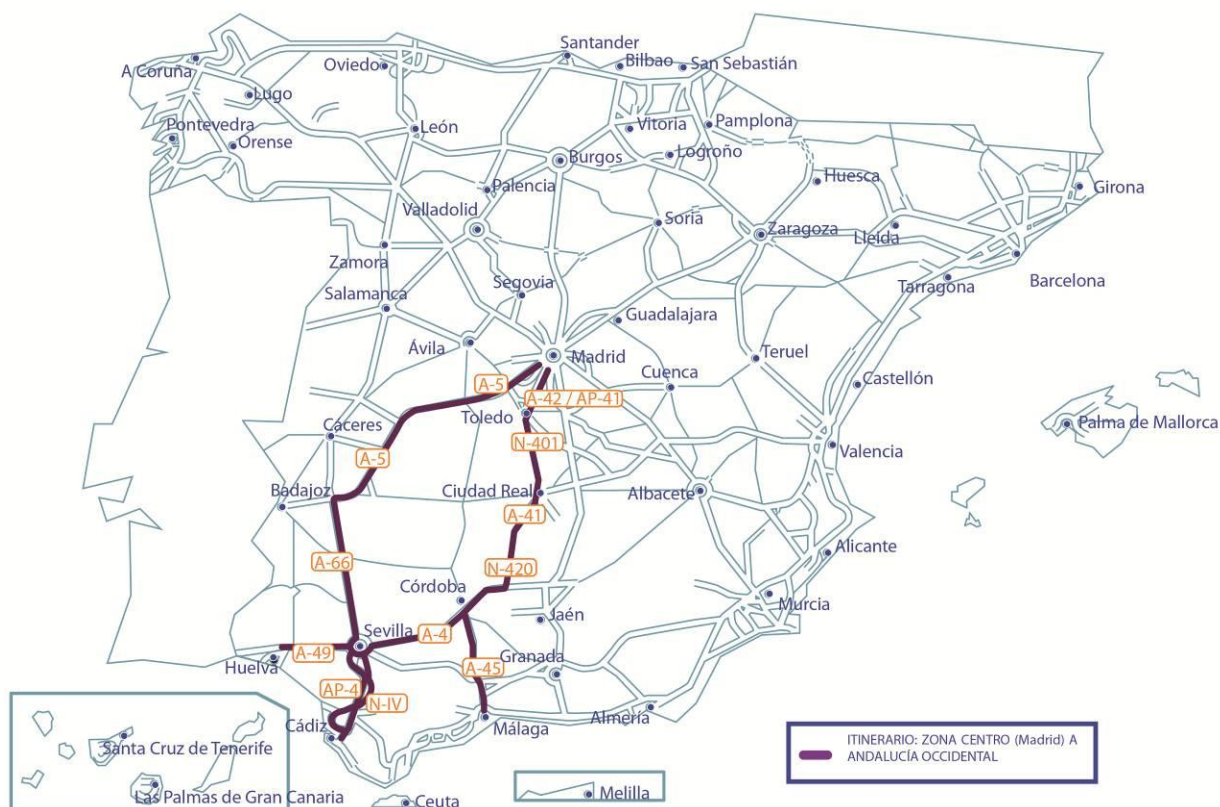 Santander
A Coruña
Oviedo
Bilbao
San Sebastián
Lugo
Pontevedra
León
Vitoria
Pamplona
Orense
Burgos
Logroño
Palencia
Huesca
Girona
Valladolid
Soria
Zaragoza
Lleida
Zamora
Barcelona
Segovia
Tarragona
Salamanca
Guadalajara
Ávila
Madrid
Teruel
A-5
Cuenca
Castellón
A-42 / AP-41
Toledo
Cáceres
Palma de Mallorca
N-401
Valencia
A-5
Badajoz
Ciudad Real
Albacete
A-41
Alicante
A-66
N-420
Córdoba
Murcia
Jaén
Sevilla
A-4
A-49
Huelva
A-45
Granada
AP-4
N-IV
Cádiz
Málaga
Almería
Santa Cruz de Tenerife
ITINERARIO: ZONA CENTRO (Madrid) A
ANDALUCÍA OCCIDENTAL
Las Palmas de Gran Canaria
Ceuta
Melilla